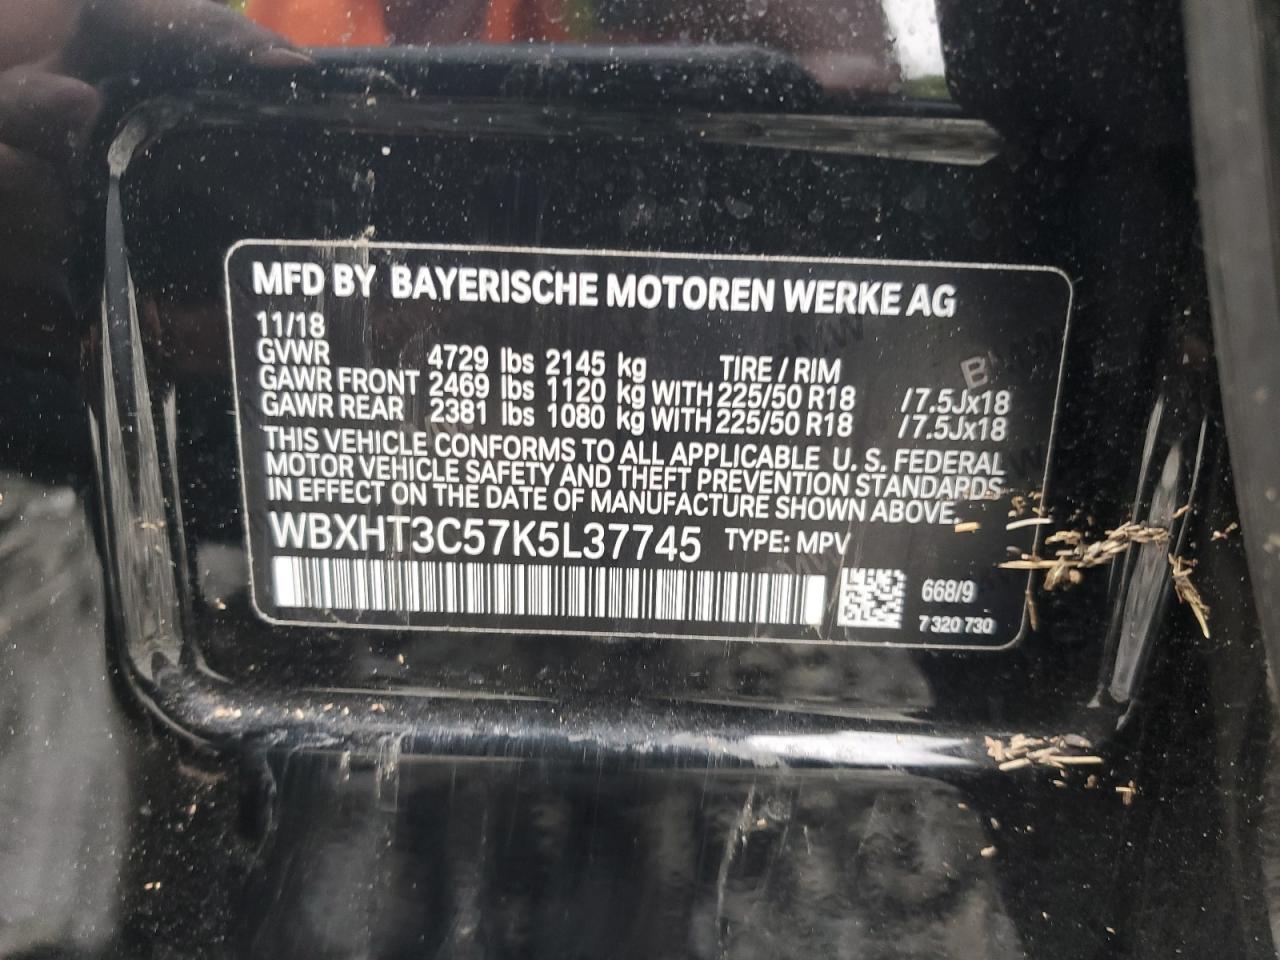 MFD BY BAYERISCHE MOTOREN WERKE AG
11/18
GVWR 4729 lbs 2145 kg TIRE / RIM
GAWR FRONT 2469 lbs 1120 kg WITH 225/50 R18 / 7.5Jx18
GAWR REAR 2381 lbs 1080 kg WITH 225/50 R18 / 7.5Jx18
THIS VEHICLE CONFORMS TO ALL APPLICABLE U. S. FEDERAL
MOTOR VEHICLE SAFETY AND THEFT PREVENTION STANDARDS
IN EFFECT ON THE DATE OF MANUFACTURE SHOWN ABOVE.
WBXHT3C57K5L37745 TYPE: MPV
668/9
7 320 730